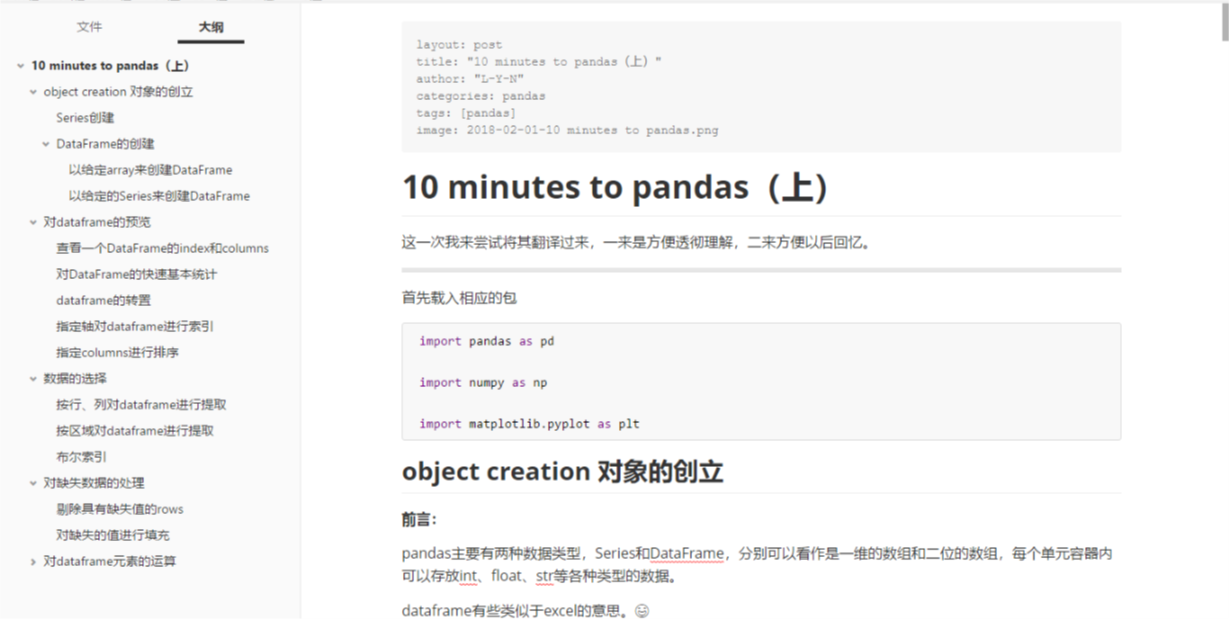 文件
大纲
10 minutes to pandas（上）
object creation 对象的创立
Series创建
DataFrame的创建
以给定array来创建DataFrame
以给定的Series来创建DataFrame
对dataframe的预览
查看一个DataFrame的index和columns
对DataFrame的快速基本统计
dataframe的转置
指定轴对dataframe进行索引
指定columns进行排序
数据的选择
按行、列对dataframe进行提取
按区域对dataframe进行提取
布尔索引
对缺失数据的处理
剔除具有缺失值的rows
对缺失的值进行填充
对dataframe元素的运算
layout: post
title: "10 minutes to pandas（上）"
author: "L-Y-N"
categories: pandas
tags: [pandas]
image: 2018-02-01-10 minutes to pandas.png
10 minutes to pandas（上）
这一次我来尝试将其翻译过来，一来是方便透彻理解，二来方便以后回忆。
首先载入相应的包
import pandas as pd
import numpy as np
import matplotlib.pyplot as plt
object creation 对象的创立
前言：
pandas主要有两种数据类型，Series和DataFrame，分别可以看作是一维的数组和二位的数组，每个单元容器内
可以存放int、float、str等各种类型的数据。
dataframe有些类似于excel的意思。😄